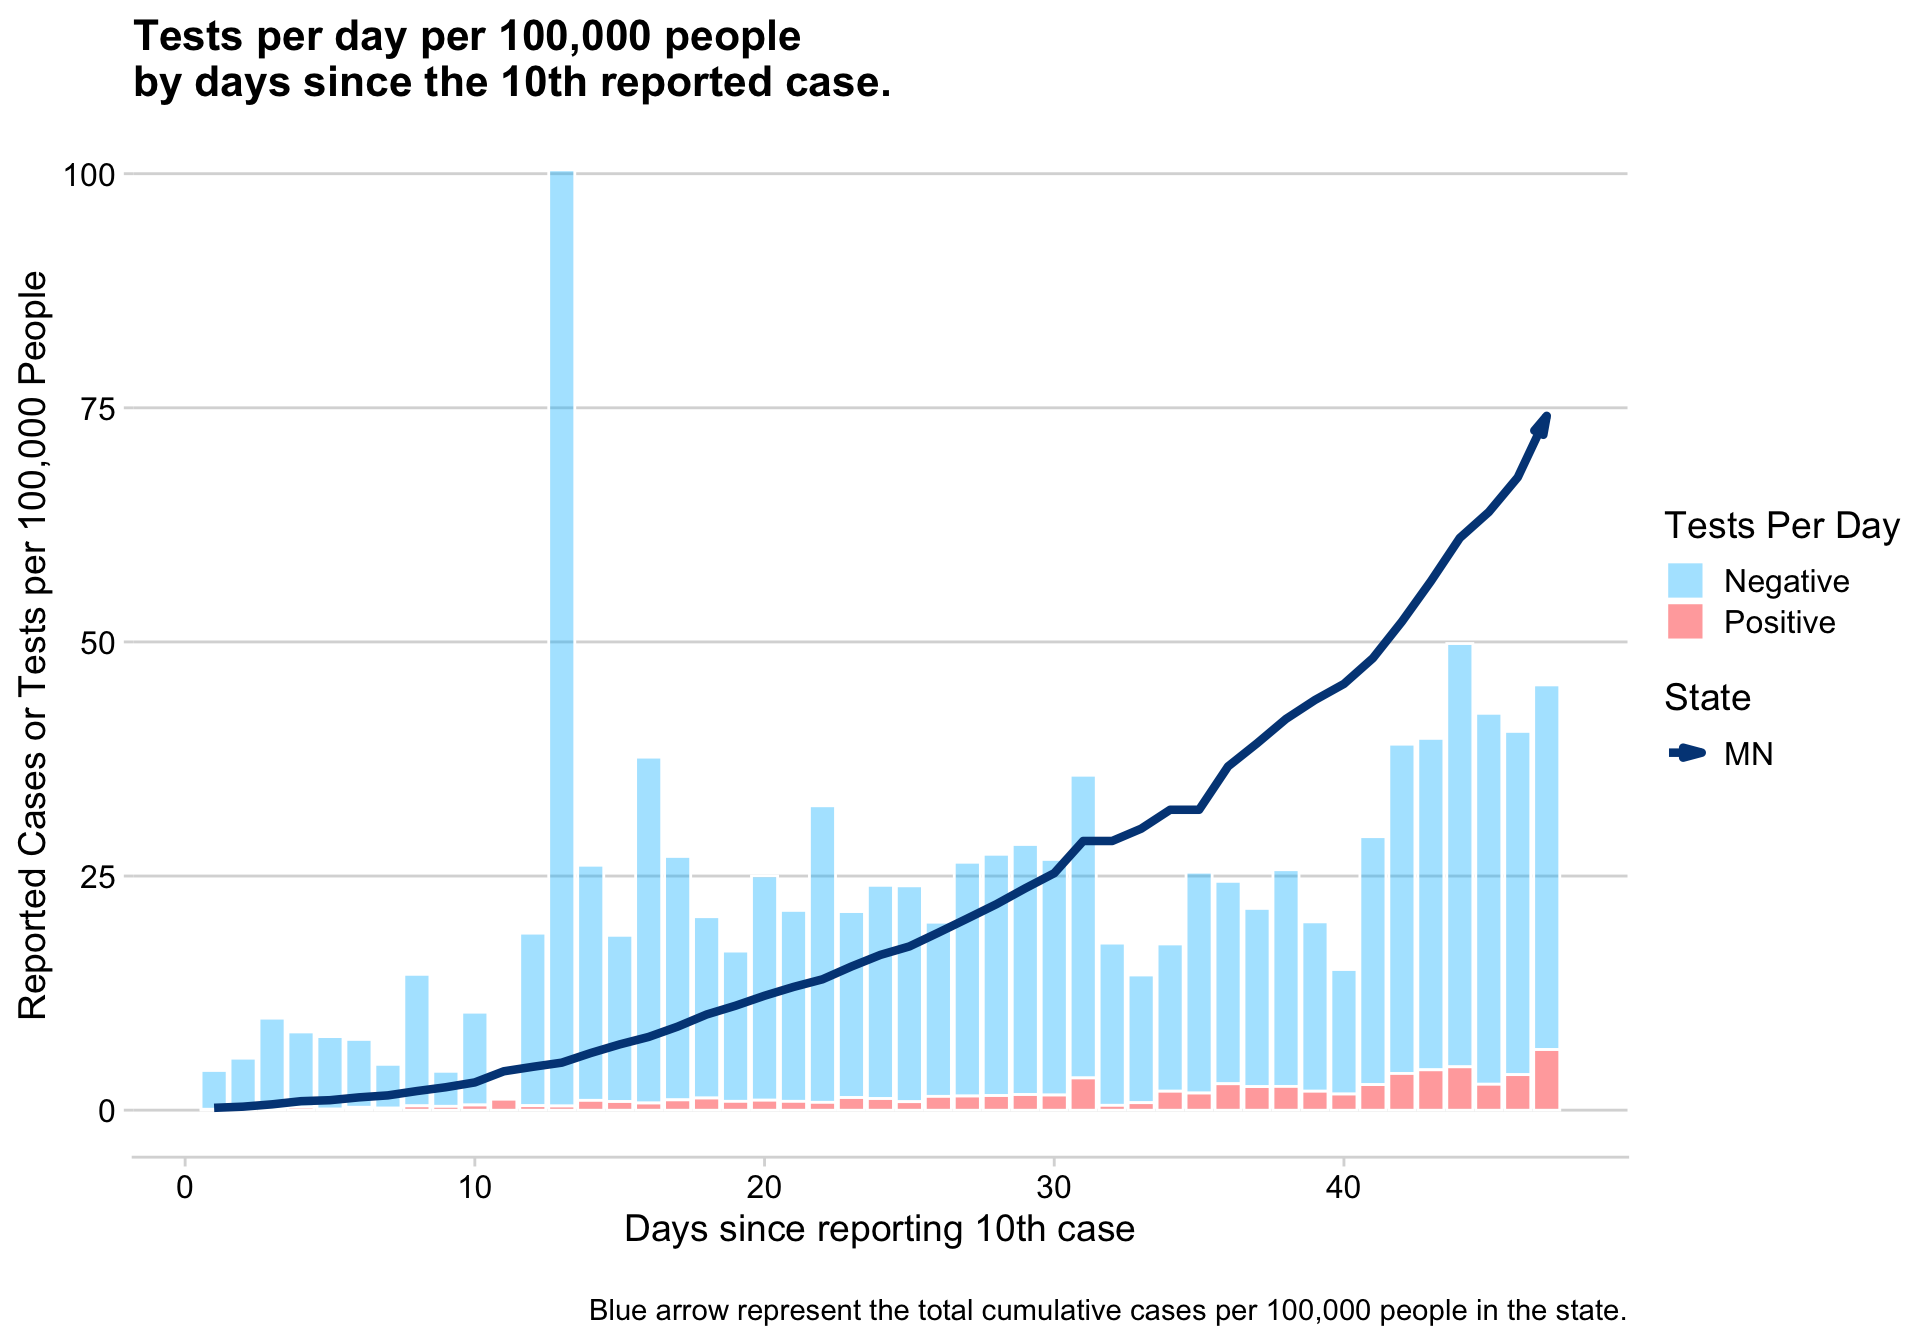 Tests per day per 100,000 people
by days since the 10th reported case.
Reported Cases or Tests per 100,000 People
100
75
50
25
0
0
10
20
30
40
Days since reporting 10th case
Tests Per Day
Negative
Positive
State
MN
Blue arrow represent the total cumulative cases per 100,000 people in the state.